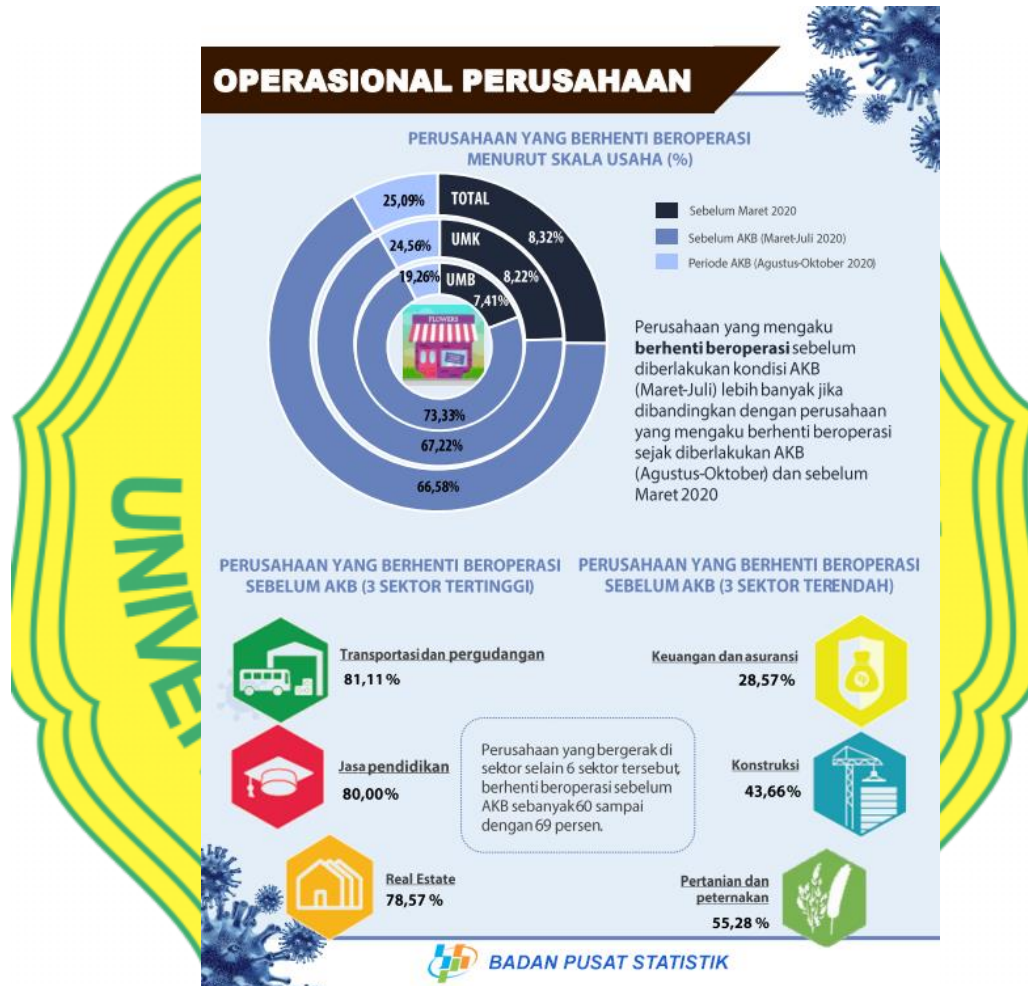 OPERASIONAL PERUSAHAAN
PERUSAHAAN YANG BERHENTI BEROPERASI
MENURUT SKALA USAHA (%)
25,09%
TOTAL
8,32%
24,56%
UMK
8,22%
19,26%
UMB
7,41%
FLOWERS
73,33%
67,22%
66,58%
Sebelum Maret 2020
Sebelum AKB (Maret-Juli 2020)
Periode AKB (Agustus-Oktober 2020)
Perusahaan yang mengaku
berhenti beroperasi sebelum
diberlakukan kondisi AKB
(Maret-Juli) lebih banyak jika
dibandingkan dengan perusahaan
yang mengaku berhenti beroperasi
sejak diberlakukan AKB
(Agustus-Oktober) dan sebelum
Maret 2020
PERUSAHAAN YANG BERHENTI BEROPERASI
SEBELUM AKB (3 SEKTOR TERTINGGI)
Transportasi dan pergudangan
81,11%
Jasa pendidikan
80,00%
Real Estate
78,57 %
PERUSAHAAN YANG BERHENTI BEROPERASI
SEBELUM AKB (3 SEKTOR TERENDAH)
Keuangan dan asuransi
28,57%
Konstruksi
43,66%
Pertanian dan
peternakan
55,28 %
Perusahaan yang bergerak di
sektor selain 6 sektor tersebut,
berhenti beroperasi sebelum
AKB sebanyak 60 sampai
dengan 69 persen.
BADAN PUSAT STATISTIK
UNIVE